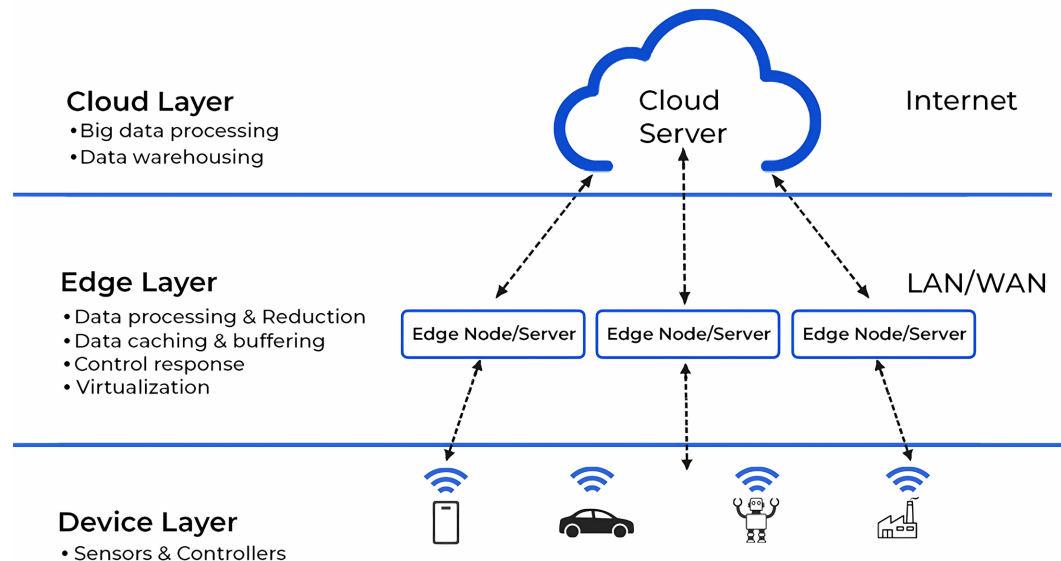 Cloud Layer
•Big data processing
•Data warehousing
Cloud
Server
Internet
Edge Layer
•Data processing & Reduction
•Data caching & buffering
•Control response
• Virtualization
LAN/WAN
Edge Node/Server
Edge Node/Server
Edge Node/Server
Device Layer
• Sensors & Controllers